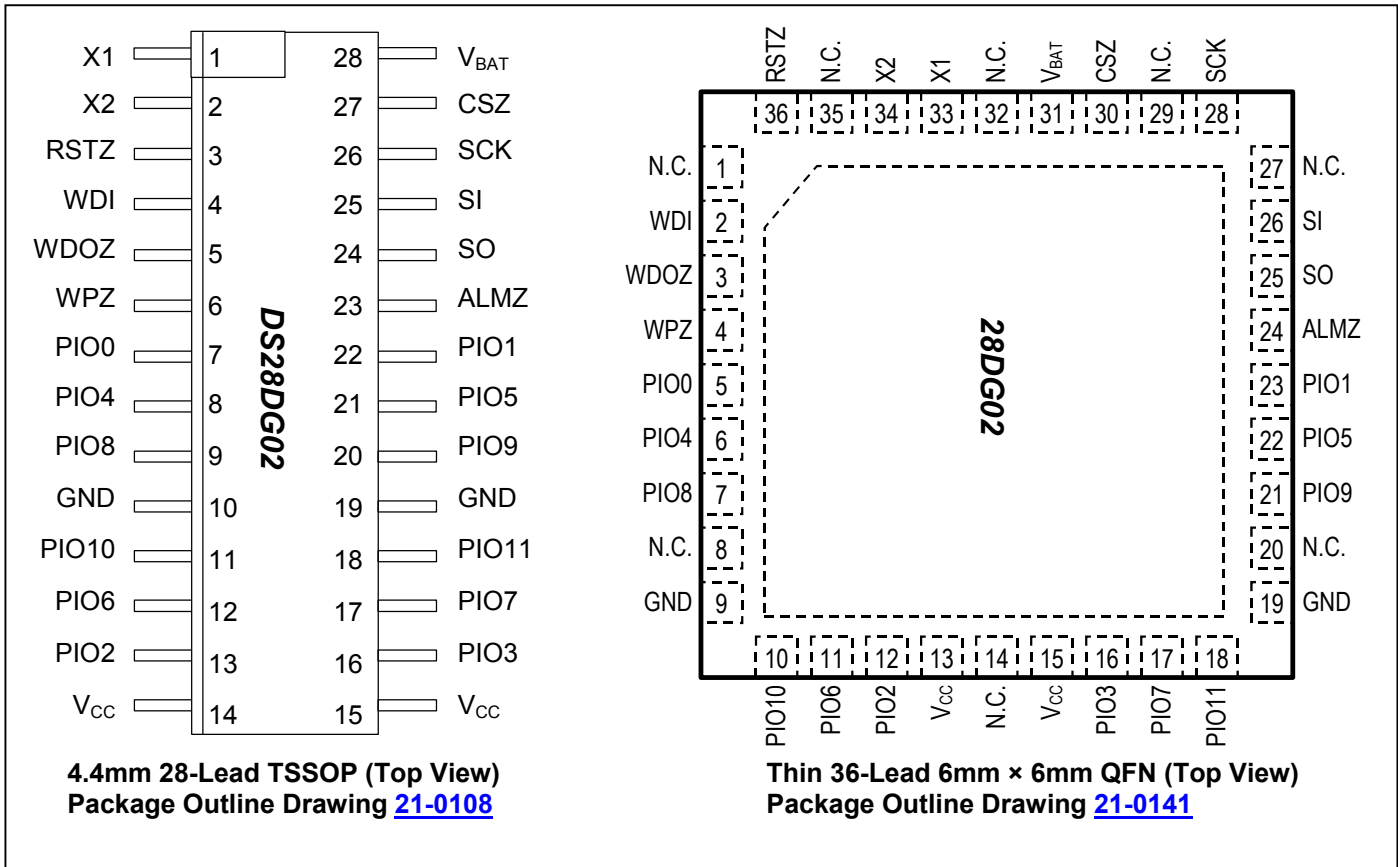 X1 1 28 VBAT
X2 2 27 CSZ
RSTZ 3 26 SCK
WDI 4 25 SI
WDOZ 5 24 SO
WPZ 6 23 ALMZ
PIO0 7 22 PIO1
PIO4 8 21 PIO5
PIO8 9 20 PIO9
GND 10 19 GND
PIO10 11 18 PIO11
PIO6 12 17 PIO7
PIO2 13 16 PIO3
VCC 14 15 VCC
DS28DG02
4.4mm 28-Lead TSSOP (Top View)
Package Outline Drawing 21-0108
RSTZ N.C. X2 X1 N.C. VBAT CSZ N.C. SCK
36 35 34 33 32 31 30 29 28
N.C. 1 27 N.C.
WDI 2 26 SI
WDOZ 3 25 SO
WPZ 4 24 ALMZ
PIO0 5 23 PIO1
PIO4 6 22 PIO5
PIO8 7 21 PIO9
N.C. 8 20 N.C.
GND 9 19 GND
28DG02
10 11 12 13 14 15 16 17 18
PIO10 PIO6 PIO2 VCC N.C. VCC PIO3 PIO7 PIO11
Thin 36-Lead 6mm × 6mm QFN (Top View)
Package Outline Drawing 21-0141